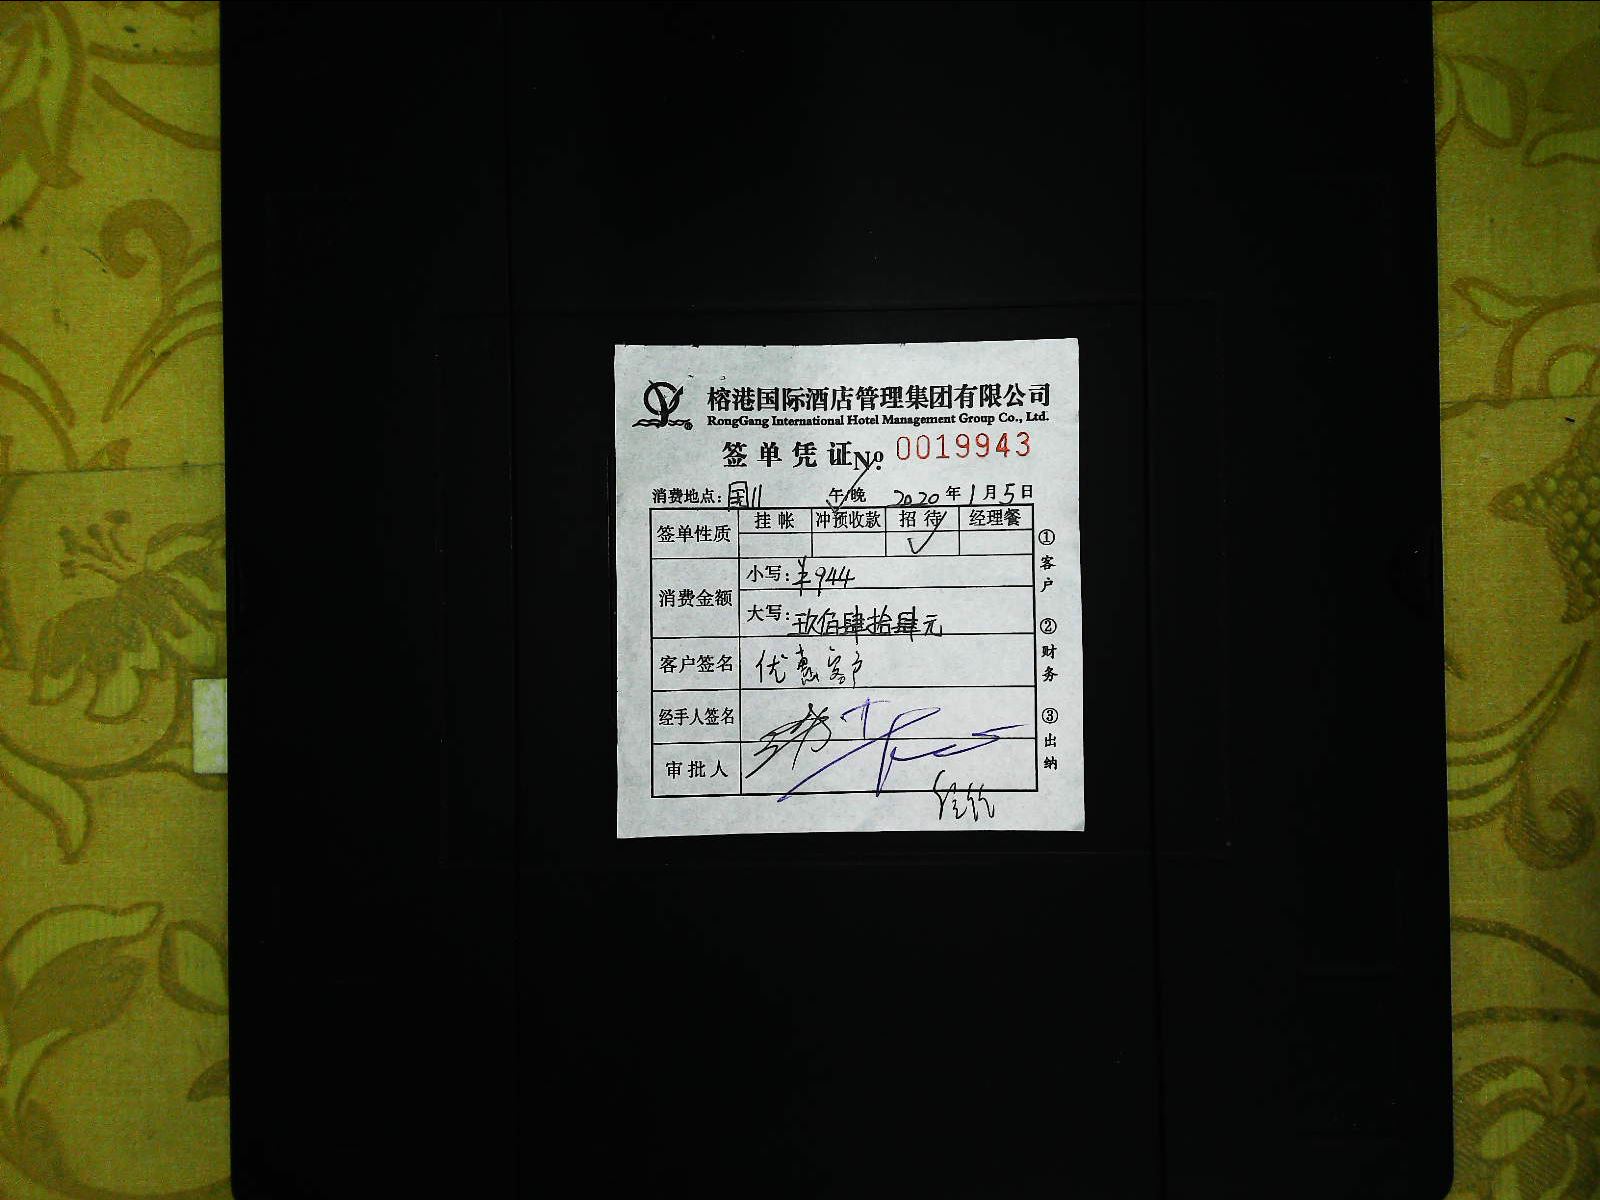 榕港国际酒店管理集团有限公司
RongGang International Hotel Management Group Co., Ltd.
签单凭证 No: 0019943
消费地点: 国11 午/晚 2020年1月5日
签单性质 挂帐 冲预收款 招待 经理餐
√
消费金额 小写: ¥944
大写: 玖佰肆拾肆元
客户签名 优惠客户
经手人签名
审批人
①客户 ②财务 ③出纳